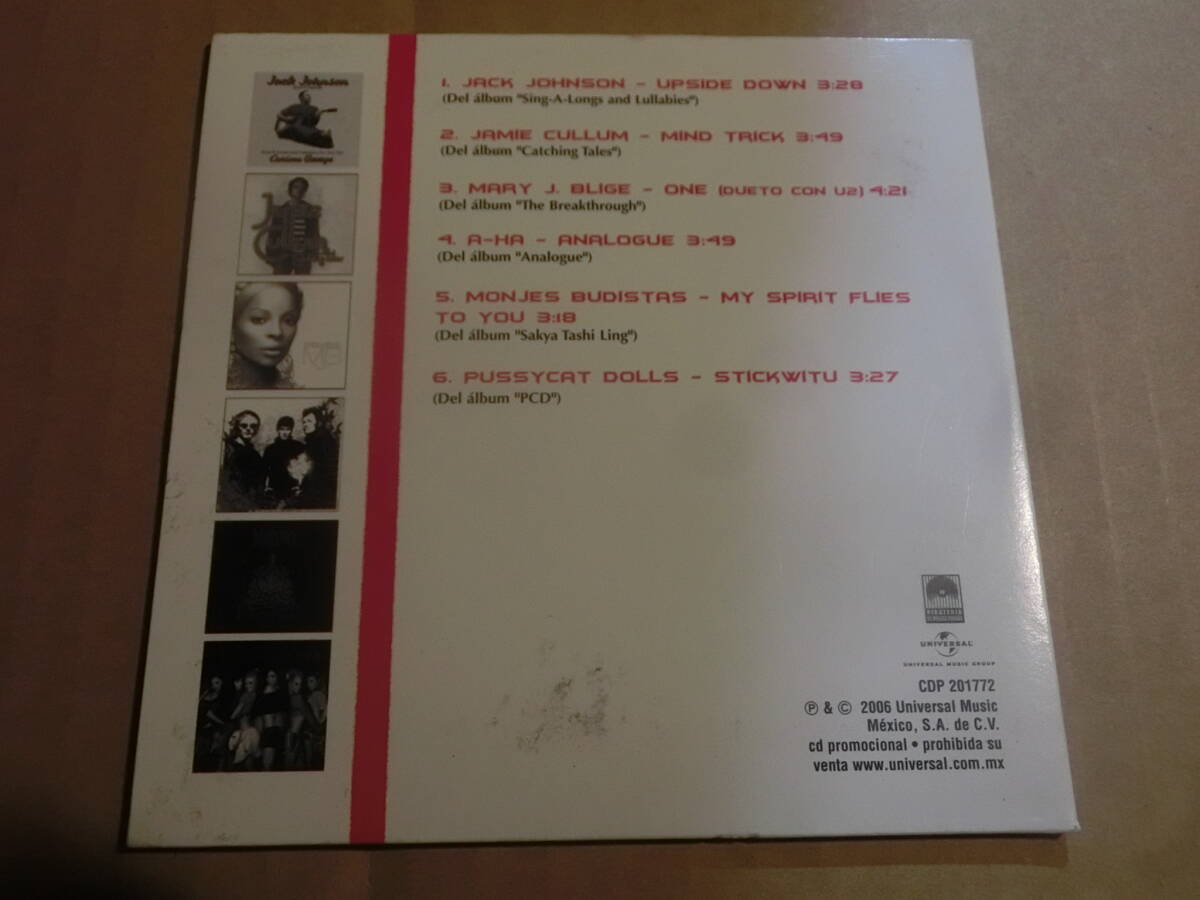 Jack Johnson
Curious George
1. JACK JOHNSON - UPSIDE DOWN 3:28
(Del álbum "Sing-A-Longs and Lullabies")
2. JAMIE CULLUM - MIND TRICK 3:49
(Del álbum "Catching Tales")
3. MARY J. BLIGE - ONE (DUETO CON U2) 4:21
(Del álbum "The Breakthrough")
4. A-HA - ANALOGUE 3:49
(Del álbum "Analogue")
5. MONJES BUDISTAS - MY SPIRIT FLIES
TO YOU 3:18
(Del álbum "Sakya Tashi Ling")
6. PUSSYCAT DOLLS - STICKWITU 3:27
(Del álbum "PCD")
PIRATERIA
UNIVERSAL
UNIVERSAL MUSIC GROUP
CDP 201772
℗ & © 2006 Universal Music
México, S.A. de C.V.
cd promocional • prohibida su
venta www.universal.com.mx